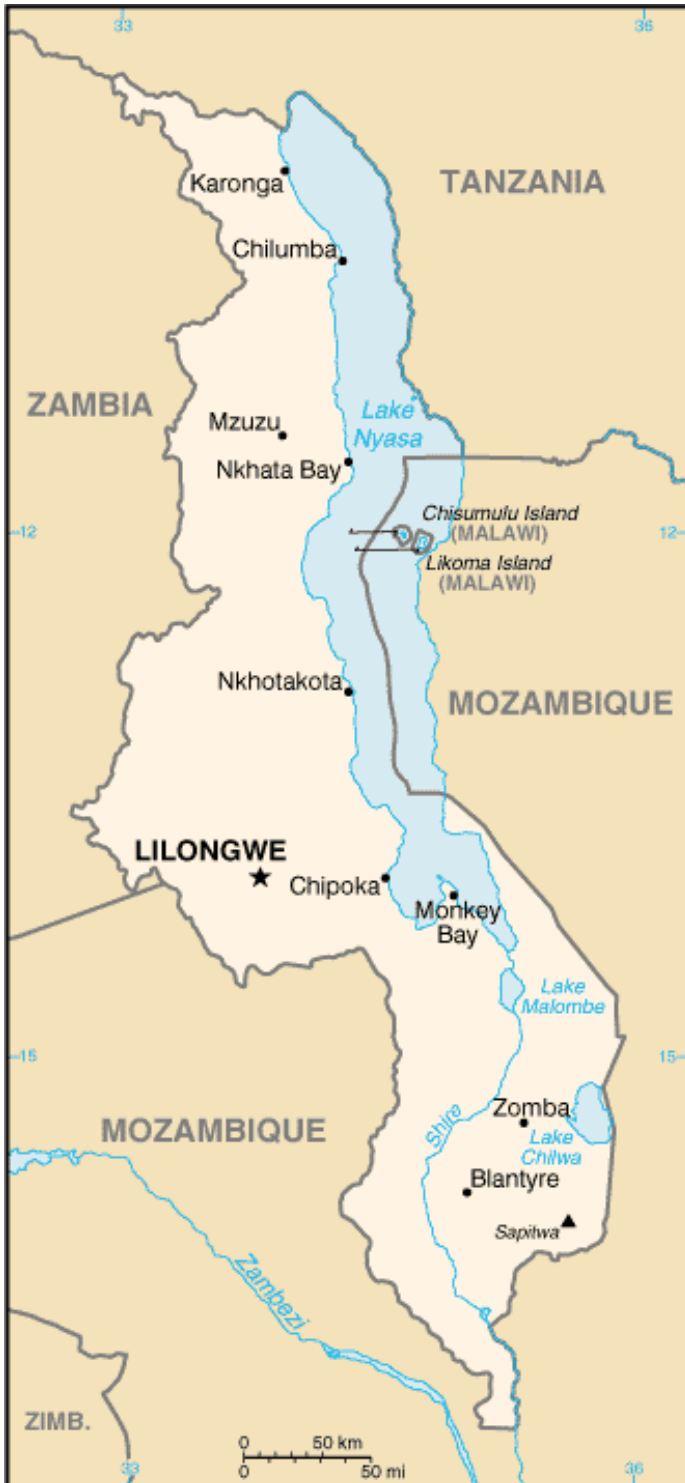 33
36
Karonga
TANZANIA
Chilumba
ZAMBIA
Lake
Nyasa
Mzuzu
Nkhata Bay
Chisumulu Island
(MALAWI)
12
12
Likoma Island
(MALAWI)
Nkhotakota
MOZAMBIQUE
LILONGWE
Chipoka
Monkey
Bay
Lake
Malombe
15
15
Zomba
MOZAMBIQUE
Shire
Lake
Chilwa
Blantyre
Sapitwa
Zambezi
ZIMB.
0 50 km
0 50 mi
33
36